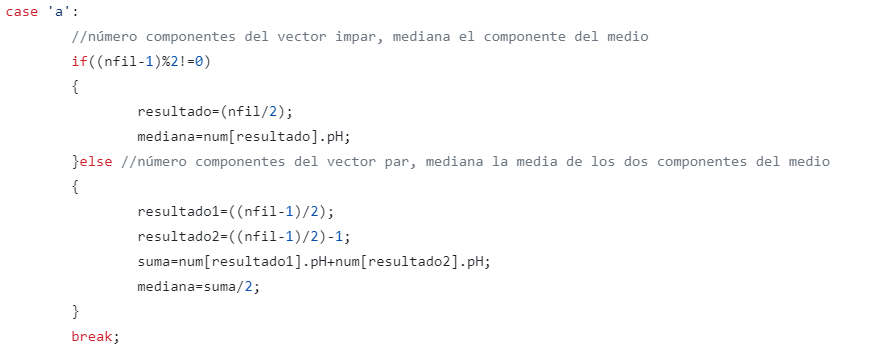 case 'a':
//número componentes del vector impar, mediana el componente del medio
if((nfil-1)%2!=0)
{
resultado=(nfil/2);
mediana=num[resultado].pH;
}else //número componentes del vector par, mediana la media de los dos componentes del medio
{
resultado1=((nfil-1)/2);
resultado2=((nfil-1)/2)-1;
suma=num[resultado1].pH+num[resultado2].pH;
mediana=suma/2;
}
break;